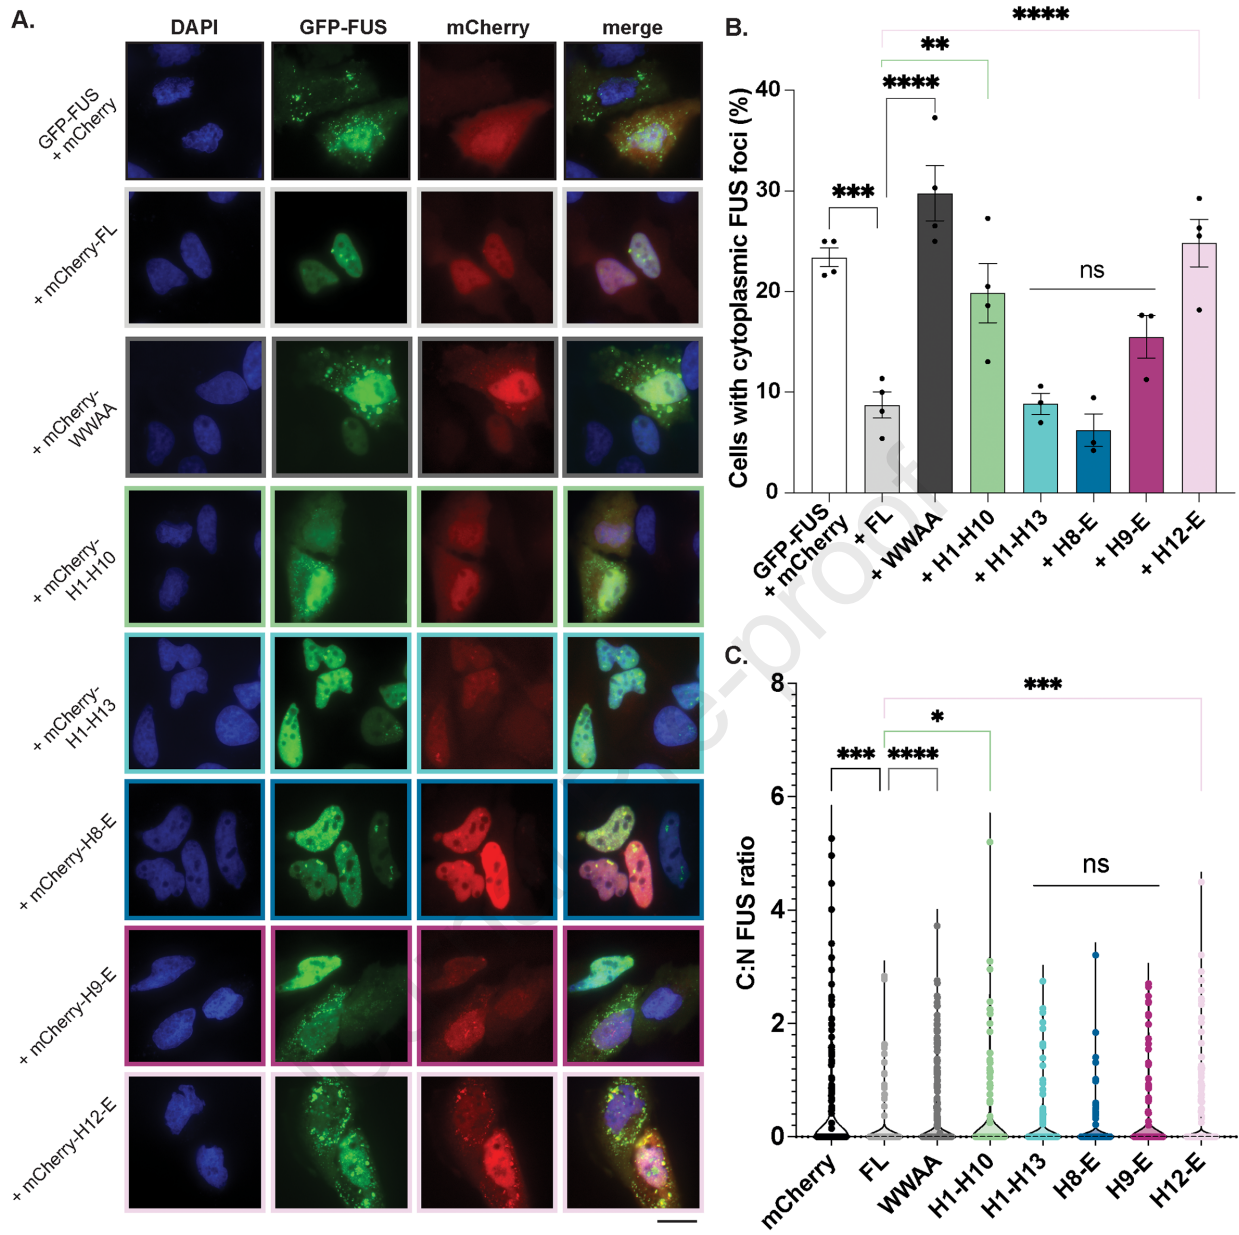 A.
DAPI GFP-FUS mCherry merge
GFP-FUS
+ mCherry
+ mCherry-FL
+ mCherry-
WWAA
+ mCherry-
H1-H10
+ mCherry-
H1-H13
+ mCherry-H8-E
+ mCherry-H9-E
+ mCherry-H12-E
B.
Cells with cytoplasmic FUS foci (%)
40
30
20
10
0
****
**
****
***
ns
GFP-FUS
+ mCherry
+ FL
+ WWAA
+ H1-H10
+ H1-H13
+ H8-E
+ H9-E
+ H12-E
C.
C:N FUS ratio
8
6
4
2
0
***
*
*** ****
ns
mCherry
FL
WWAA
H1-H10
H1-H13
H8-E
H9-E
H12-E
e-proof